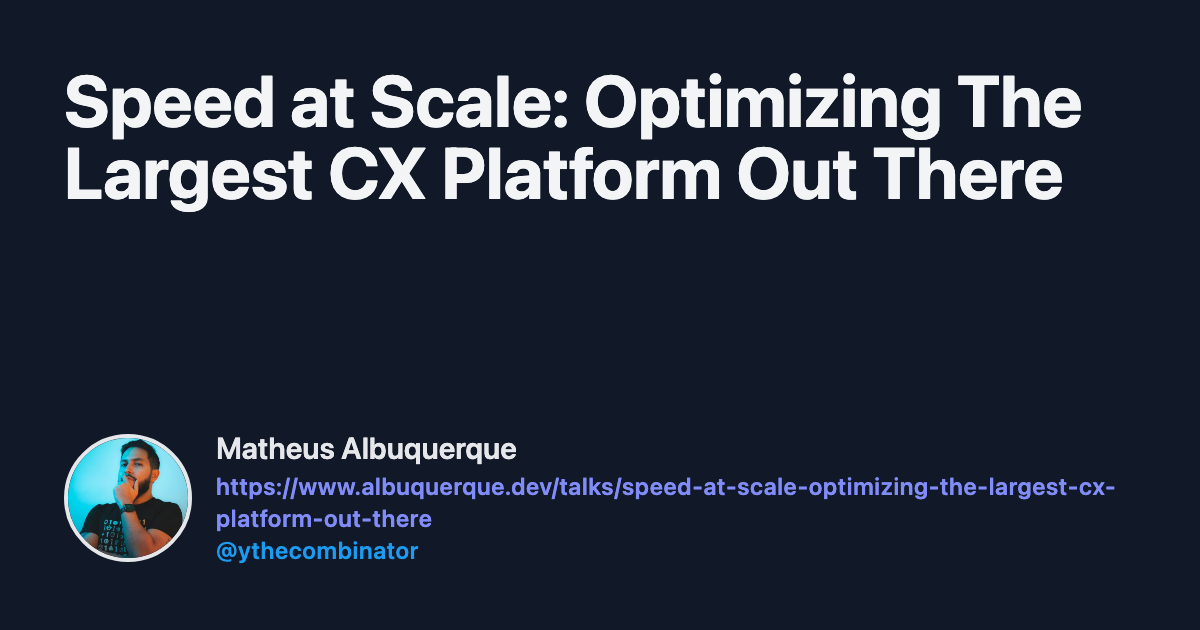 Speed at Scale: Optimizing The
Largest CX Platform Out There
Matheus Albuquerque
https://www.albuquerque.dev/talks/speed-at-scale-optimizing-the-largest-cx-
platform-out-there
@ythecombinator